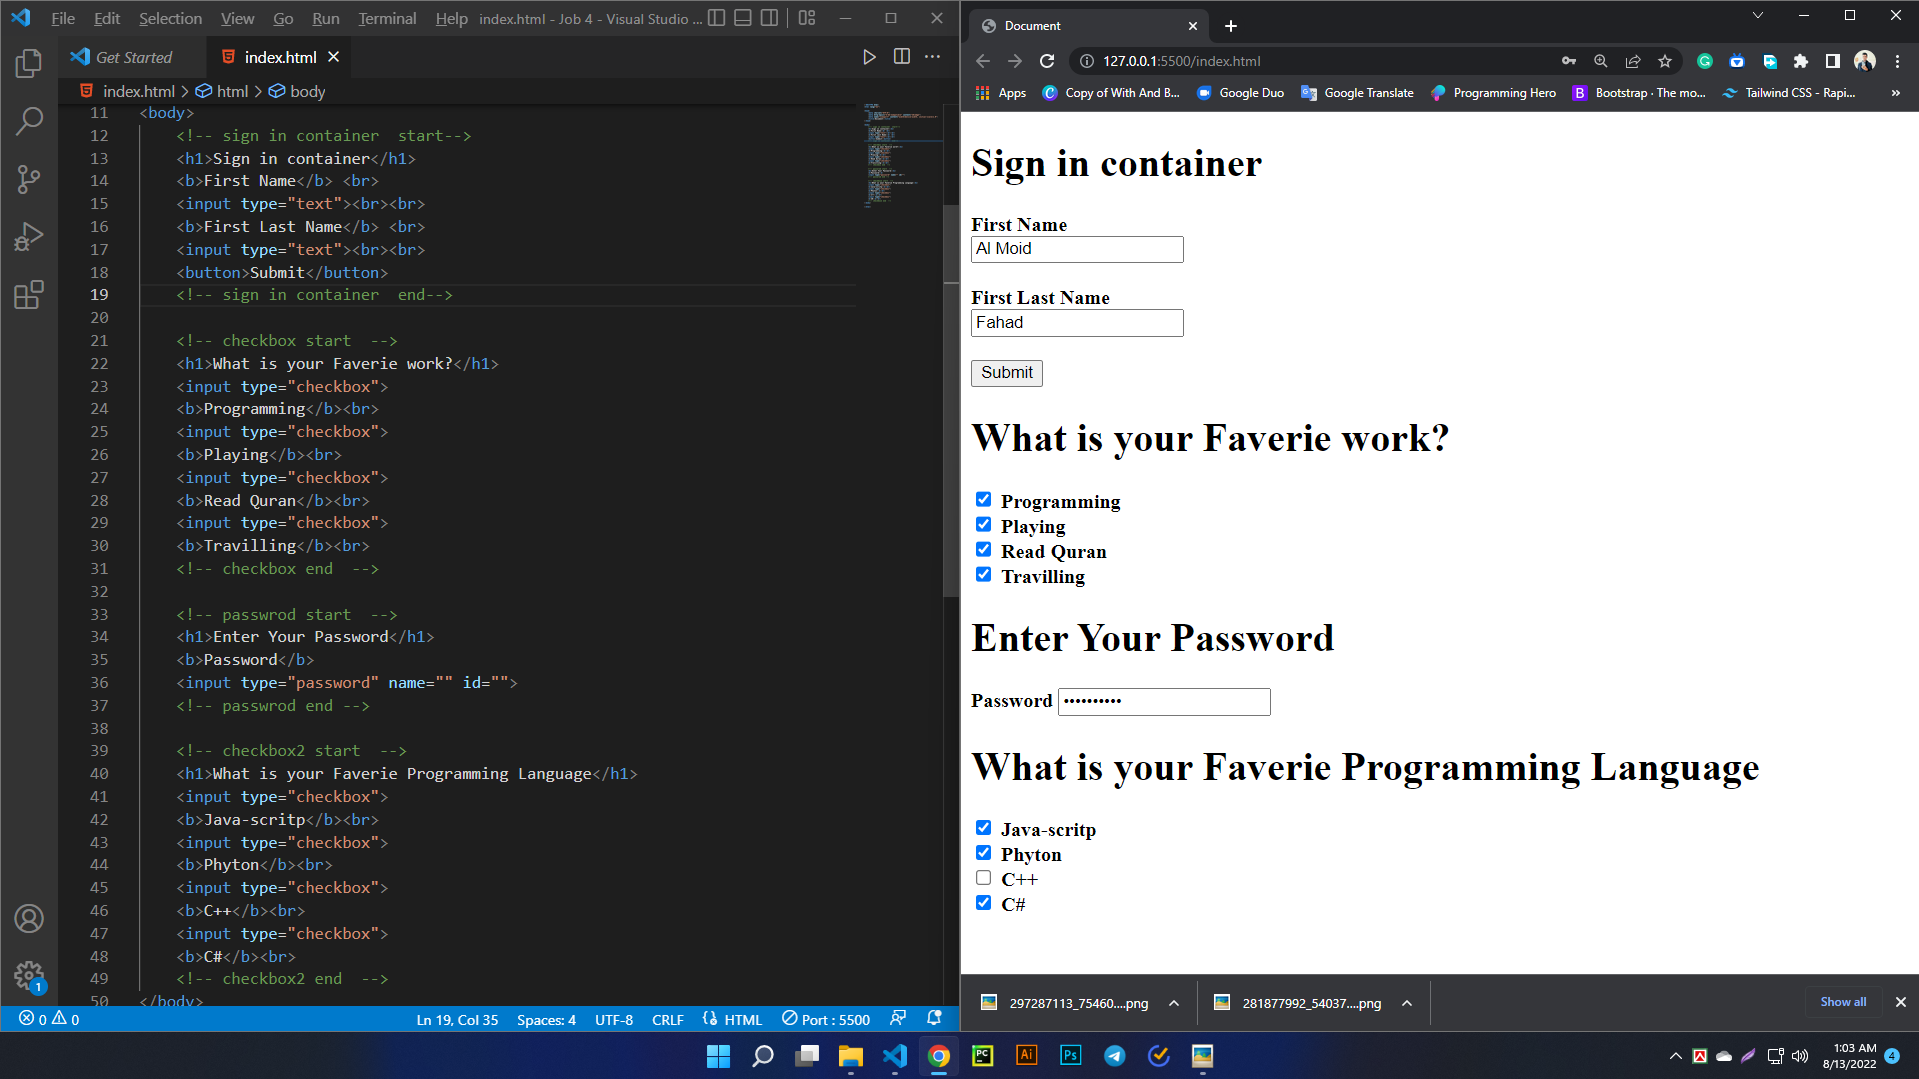 File Edit Selection View Go Run Terminal Help index.html - Job 4 - Visual Studio ...
Get Started index.html
index.html > html > body
11 <body>
12 <!-- sign in container  start-->
13 <h1>Sign in container</h1>
14 <b>First Name</b> <br>
15 <input type="text"><br><br>
16 <b>First Last Name</b> <br>
17 <input type="text"><br><br>
18 <button>Submit</button>
19 <!-- sign in container  end-->
20
21 <!-- checkbox start  -->
22 <h1>What is your Faverie work?</h1>
23 <input type="checkbox">
24 <b>Programming</b><br>
25 <input type="checkbox">
26 <b>Playing</b><br>
27 <input type="checkbox">
28 <b>Read Quran</b><br>
29 <input type="checkbox">
30 <b>Travilling</b><br>
31 <!-- checkbox end  -->
32
33 <!-- passwrod start  -->
34 <h1>Enter Your Password</h1>
35 <b>Password</b>
36 <input type="password" name="" id="">
37 <!-- passwrod end -->
38
39 <!-- checkbox2 start  -->
40 <h1>What is your Faverie Programming Language</h1>
41 <input type="checkbox">
42 <b>Java-scritp</b><br>
43 <input type="checkbox">
44 <b>Phyton</b><br>
45 <input type="checkbox">
46 <b>C++</b><br>
47 <input type="checkbox">
48 <b>C#</b><br>
49 <!-- checkbox2 end  -->
50 </body>
1
0 0 Ln 19, Col 35 Spaces: 4 UTF-8 CRLF HTML Port : 5500
Document
127.0.0.1:5500/index.html
Apps Copy of With And B... Google Duo Google Translate Programming Hero Bootstrap · The mo... Tailwind CSS - Rapi... »
Sign in container
First Name
Al Moid
First Last Name
Fahad
Submit
What is your Faverie work?
Programming
Playing
Read Quran
Travilling
Enter Your Password
Password ••••••••••
What is your Faverie Programming Language
Java-scritp
Phyton
C++
C#
297287113_75460....png 281877992_54037....png Show all
PC Ai Ps
1:03 AM
8/13/2022 4